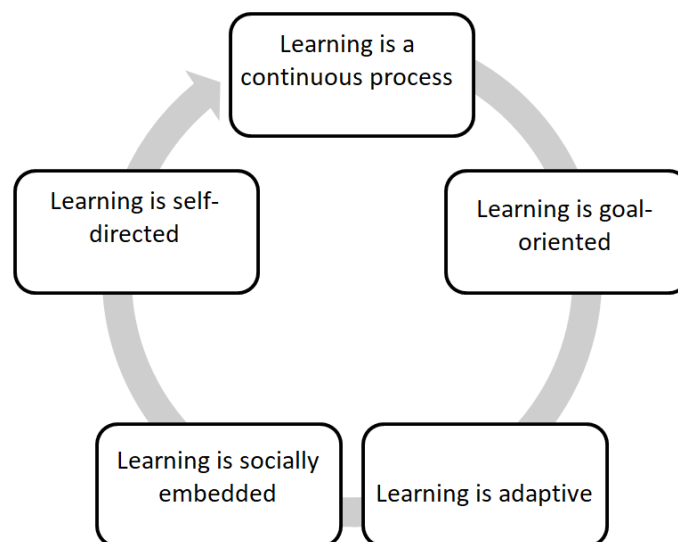 Learning is a
continuous process
Learning is goal-
oriented
Learning is adaptive
Learning is socially
embedded
Learning is self-
directed